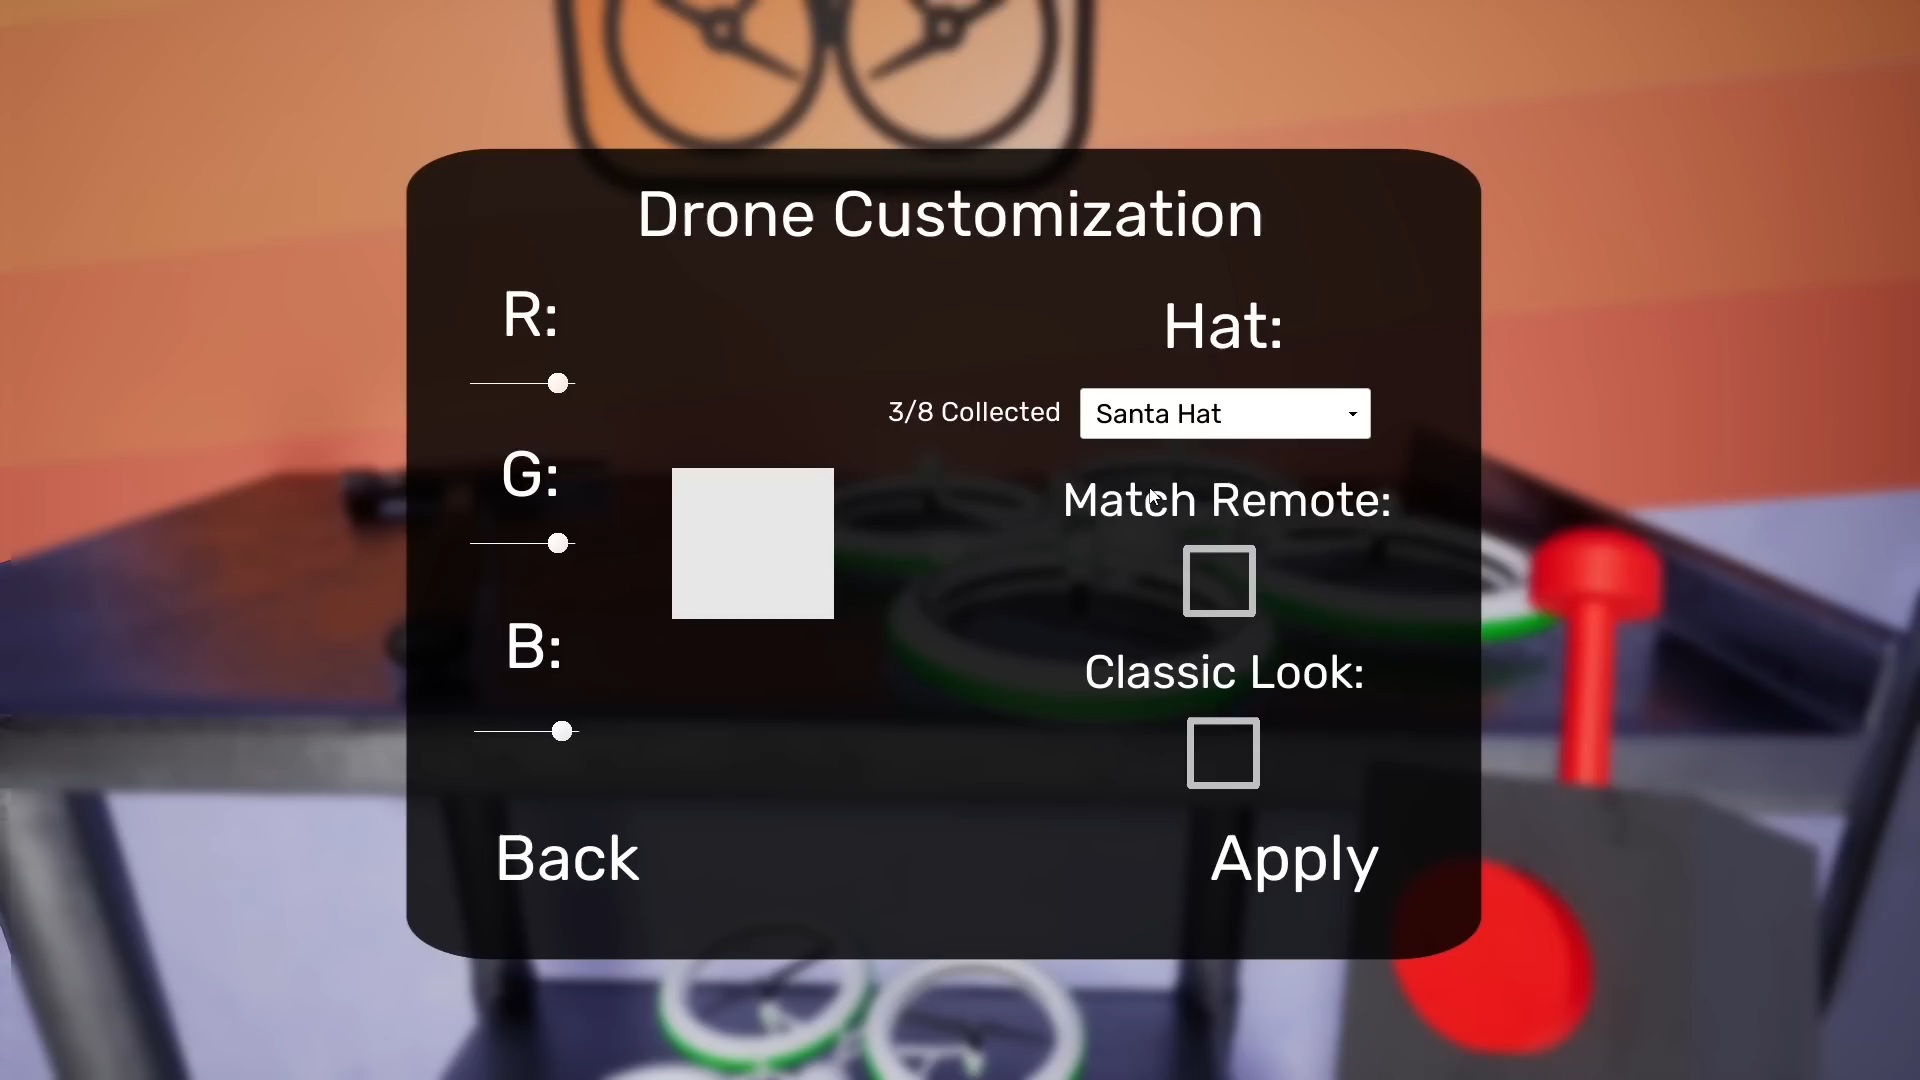 Drone Customization
R:
G:
B:
Hat:
3/8 Collected
Santa Hat
Match Remote:
Classic Look:
Back
Apply